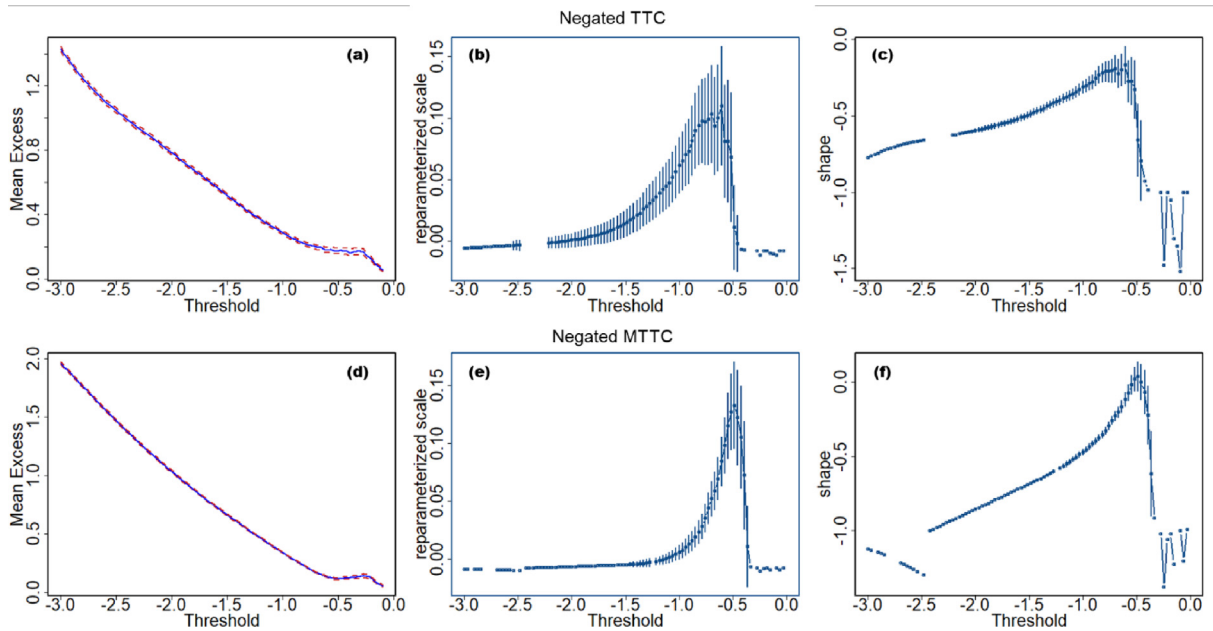 Negated TTC
(a)
Mean Excess
0.0 0.4 0.8 1.2
-3.0 -2.5 -2.0 -1.5 -1.0 -0.5 0.0
Threshold
(b)
reparameterized scale
0.00 0.05 0.10 0.15
-3.0 -2.5 -2.0 -1.5 -1.0 -0.5 0.0
Threshold
(c)
shape
-1.5 -1.0 -0.5 0.0
-3.0 -2.5 -2.0 -1.5 -1.0 -0.5 0.0
Threshold
Negated MTTC
(d)
Mean Excess
0.0 0.5 1.0 1.5 2.0
-3.0 -2.5 -2.0 -1.5 -1.0 -0.5 0.0
Threshold
(e)
reparameterized scale
0.00 0.05 0.10 0.15
-3.0 -2.5 -2.0 -1.5 -1.0 -0.5 0.0
Threshold
(f)
shape
-1.0 -0.5 0.0
-3.0 -2.5 -2.0 -1.5 -1.0 -0.5 0.0
Threshold